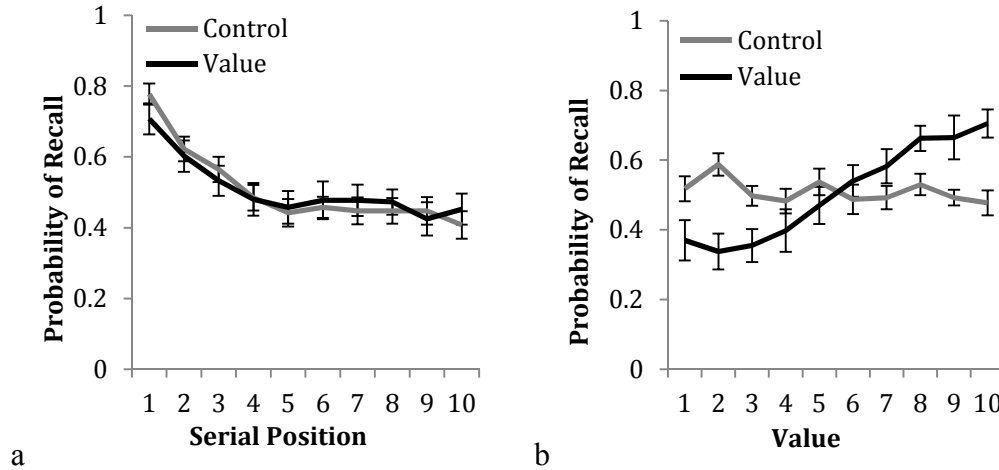 1
0.8
0.6
0.4
0.2
0
Probability of Recall
Control
Value
1 2 3 4 5 6 7 8 9 10
Serial Position
a
1
0.8
0.6
0.4
0.2
0
Probability of Recall
Control
Value
1 2 3 4 5 6 7 8 9 10
Value
b